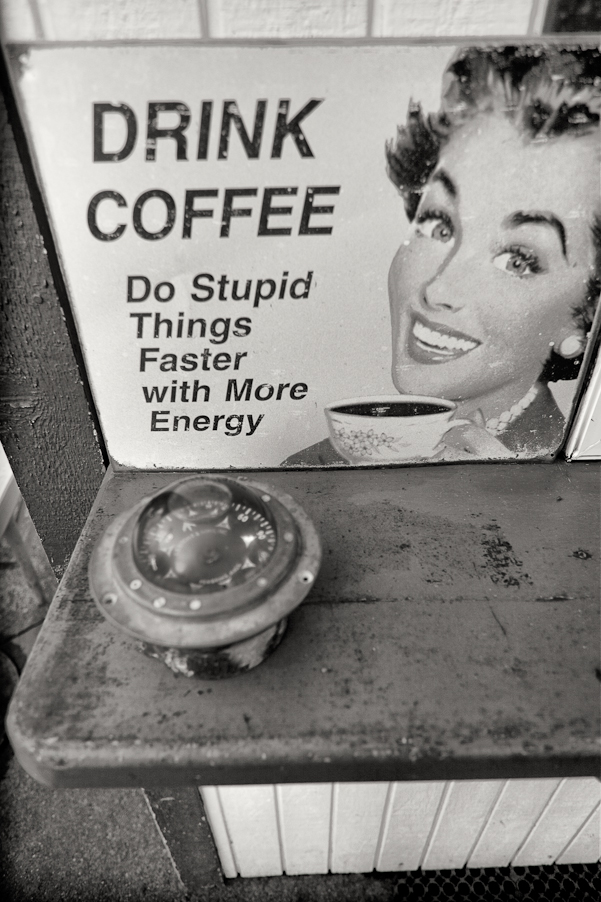 DRINK
COFFEE
Do Stupid
Things
Faster
with More
Energy